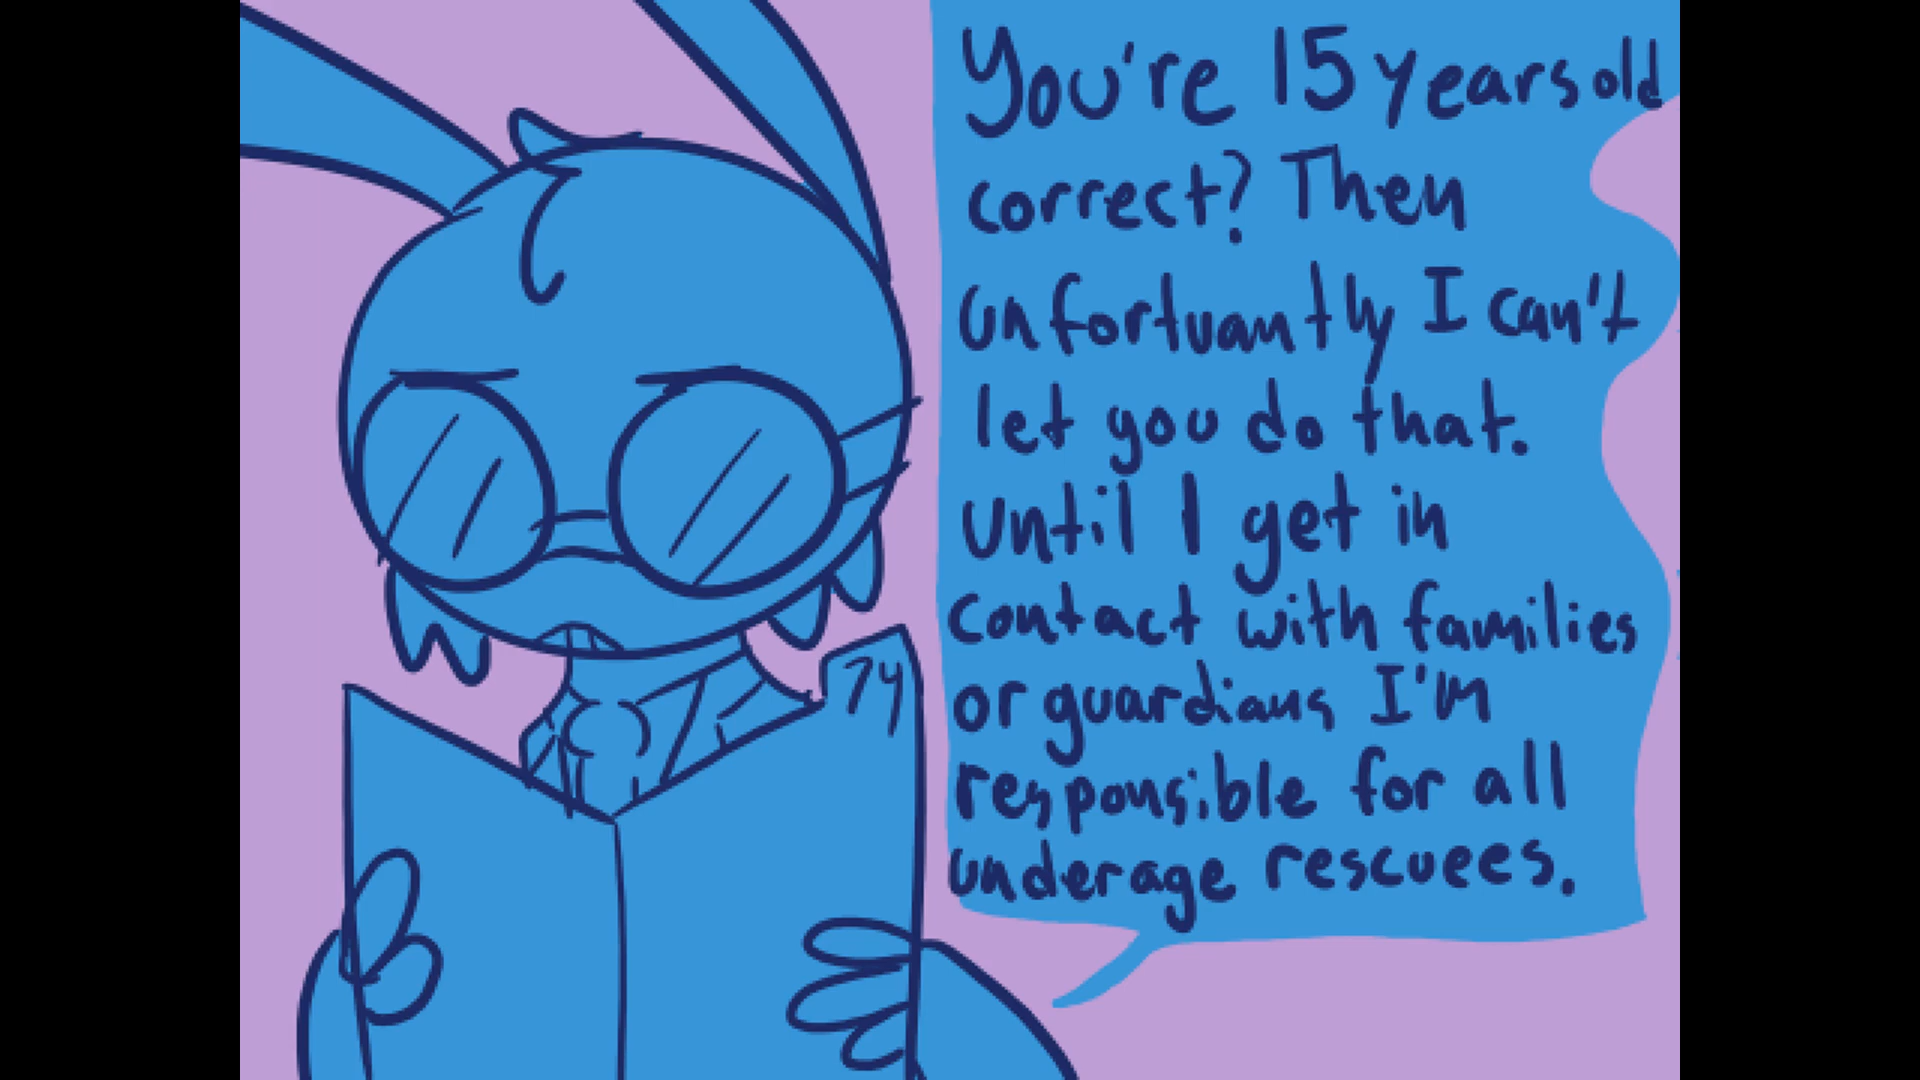 You're 15 years old
correct? Then
unfortuantly I can't
let you do that.
until I get in
contact with families
or guardians I'm
responsible for all
underage rescuees.
74